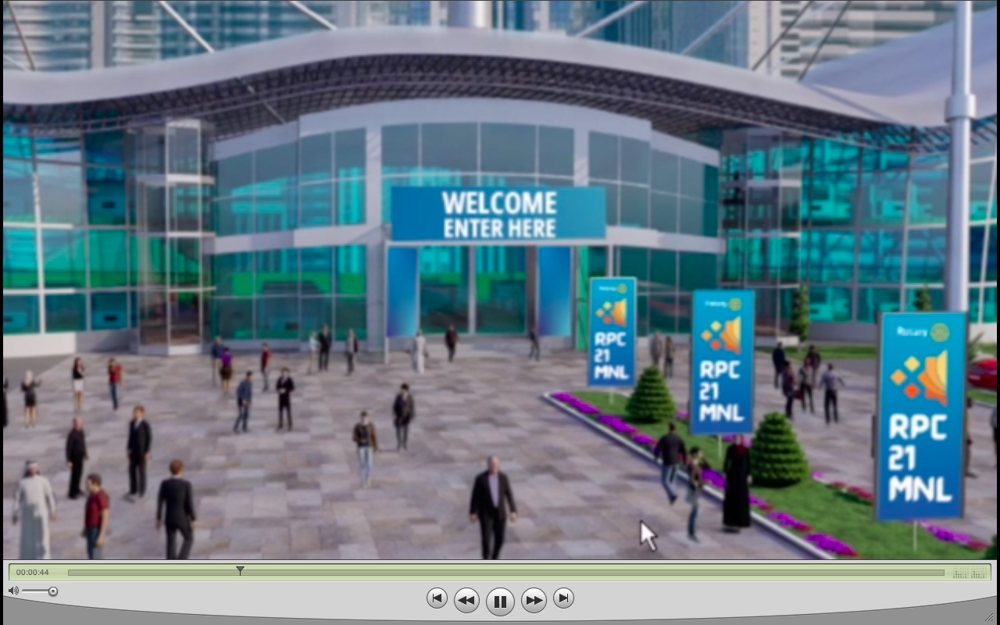 WELCOME
ENTER HERE
RPC
21
MNL
RPC
21
MNL
Rotary
RPC
21
MNL
00:00:44